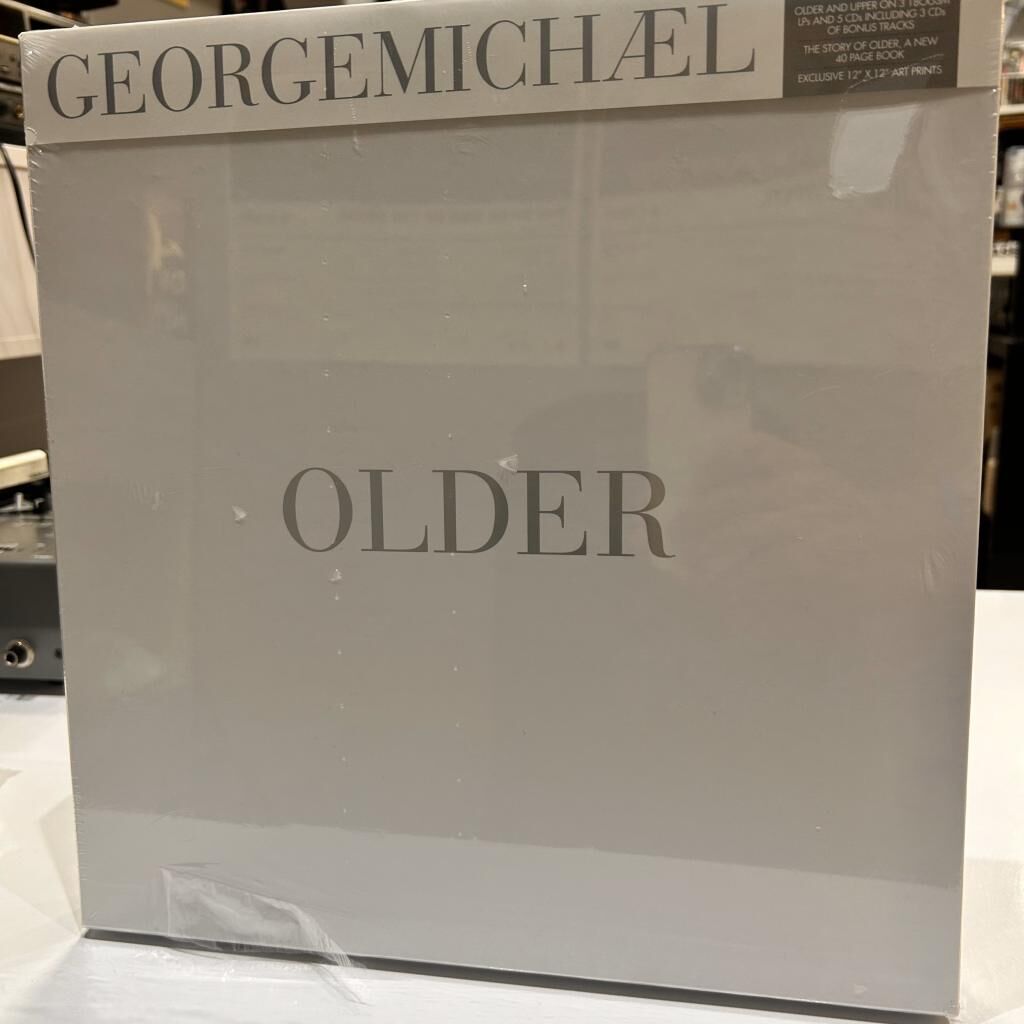 GEORGEMICHÆL
OLDER AND UPPER ON 3 180GSM
LPs AND 5 CDs INCLUDING 3 CDs
OF BONUS TRACKS
THE STORY OF OLDER, A NEW
40 PAGE BOOK
EXCLUSIVE 12" X 12" ART PRINTS
OLDER